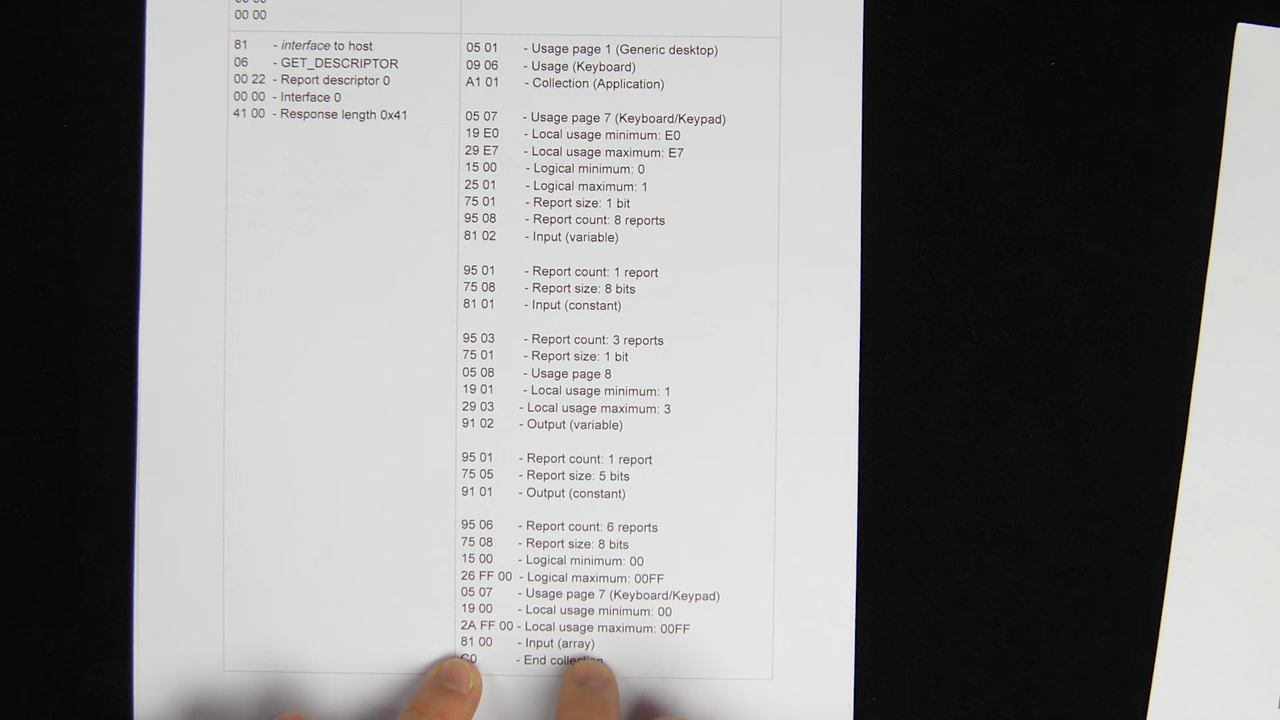 00 00
81 - interface to host
06 - GET_DESCRIPTOR
00 22 - Report descriptor 0
00 00 - Interface 0
41 00 - Response length 0x41
05 01 - Usage page 1 (Generic desktop)
09 06 - Usage (Keyboard)
A1 01 - Collection (Application)
05 07 - Usage page 7 (Keyboard/Keypad)
19 E0 - Local usage minimum: E0
29 E7 - Local usage maximum: E7
15 00 - Logical minimum: 0
25 01 - Logical maximum: 1
75 01 - Report size: 1 bit
95 08 - Report count: 8 reports
81 02 - Input (variable)
95 01 - Report count: 1 report
75 08 - Report size: 8 bits
81 01 - Input (constant)
95 03 - Report count: 3 reports
75 01 - Report size: 1 bit
05 08 - Usage page 8
19 01 - Local usage minimum: 1
29 03 - Local usage maximum: 3
91 02 - Output (variable)
95 01 - Report count: 1 report
75 05 - Report size: 5 bits
91 01 - Output (constant)
95 06 - Report count: 6 reports
75 08 - Report size: 8 bits
15 00 - Logical minimum: 00
26 FF 00 - Logical maximum: 00FF
05 07 - Usage page 7 (Keyboard/Keypad)
19 00 - Local usage minimum: 00
2A FF 00 - Local usage maximum: 00FF
81 00 - Input (array)
C0 - End collection